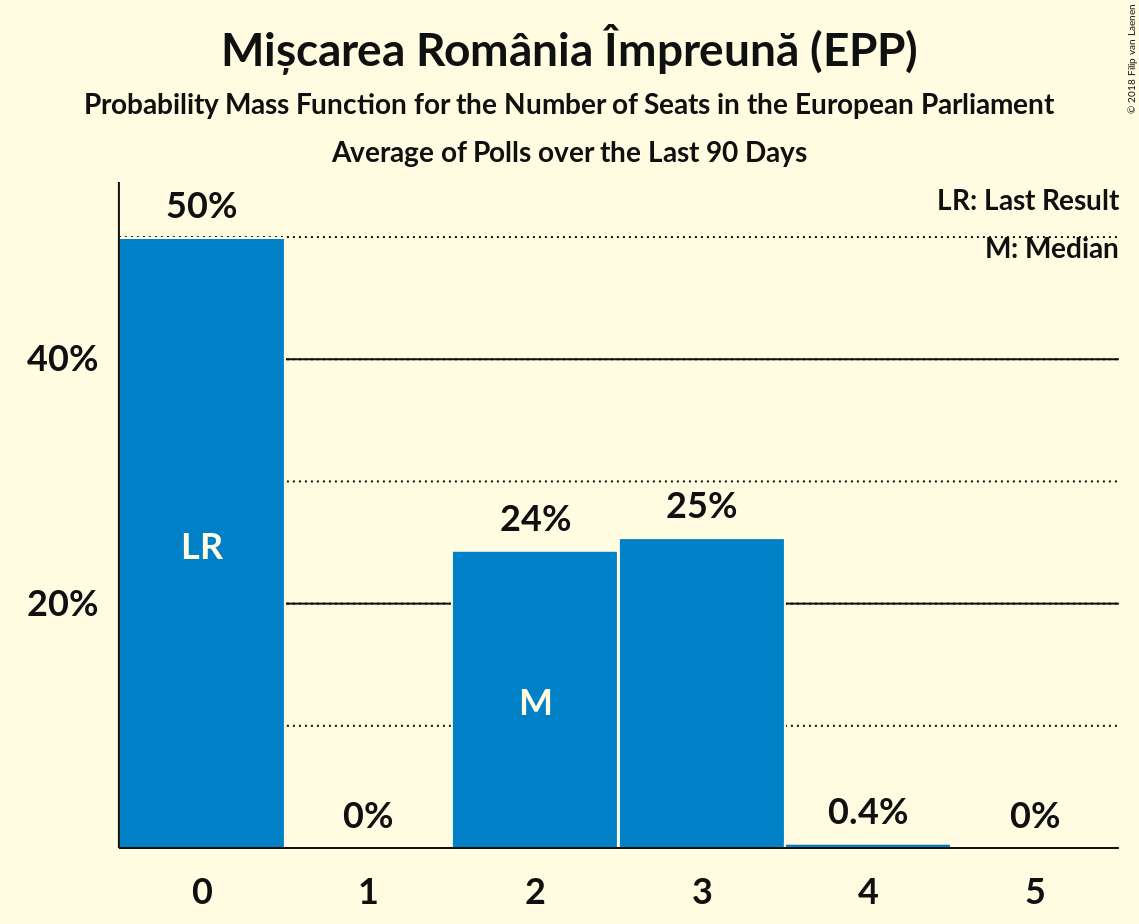 Mișcarea România Împreună (EPP)
Probability Mass Function for the Number of Seats in the European Parliament
Average of Polls over the Last 90 Days
© 2018 Filip van Laenen
LR: Last Result
M: Median
50%
40%
20%
LR
0%
24%
M
25%
0.4%
0%
0 1 2 3 4 5